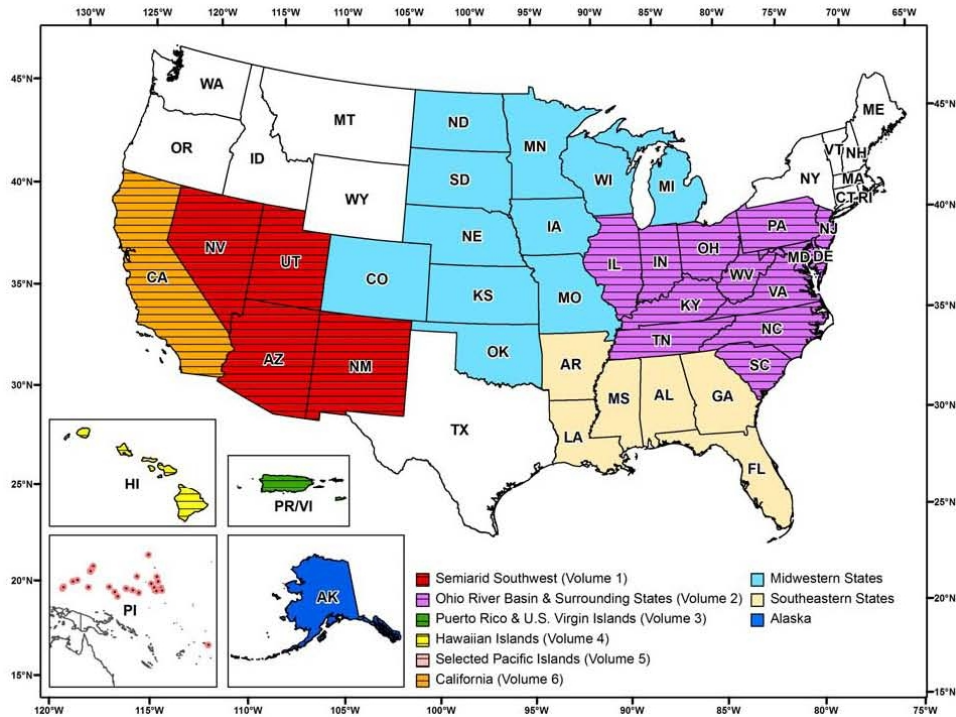 130°W 125°W 120°W 115°W 110°W 105°W 100°W 95°W 90°W 85°W 80°W 75°W 70°W 65°W
45°N
40°N
35°N
30°N
25°N
20°N
15°N
WA
MT
ND
MN
ME
OR
ID
SD
WI
MI
VT
NH
NY
MA
CT
RI
WY
IA
NE
PA
NJ
NV
UT
CO
IL
IN
OH
MD
DE
WV
CA
KS
MO
KY
VA
AZ
NM
OK
TN
NC
AR
SC
MS
AL
GA
TX
LA
FL
HI
PR/VI
PI
AK
Semiarid Southwest (Volume 1)
Ohio River Basin & Surrounding States (Volume 2)
Puerto Rico & U.S. Virgin Islands (Volume 3)
Hawaiian Islands (Volume 4)
Selected Pacific Islands (Volume 5)
California (Volume 6)
Midwestern States
Southeastern States
Alaska
45°N
40°N
35°N
30°N
25°N
20°N
15°N
120°W 115°W 110°W 105°W 100°W 95°W 90°W 85°W 80°W 75°W